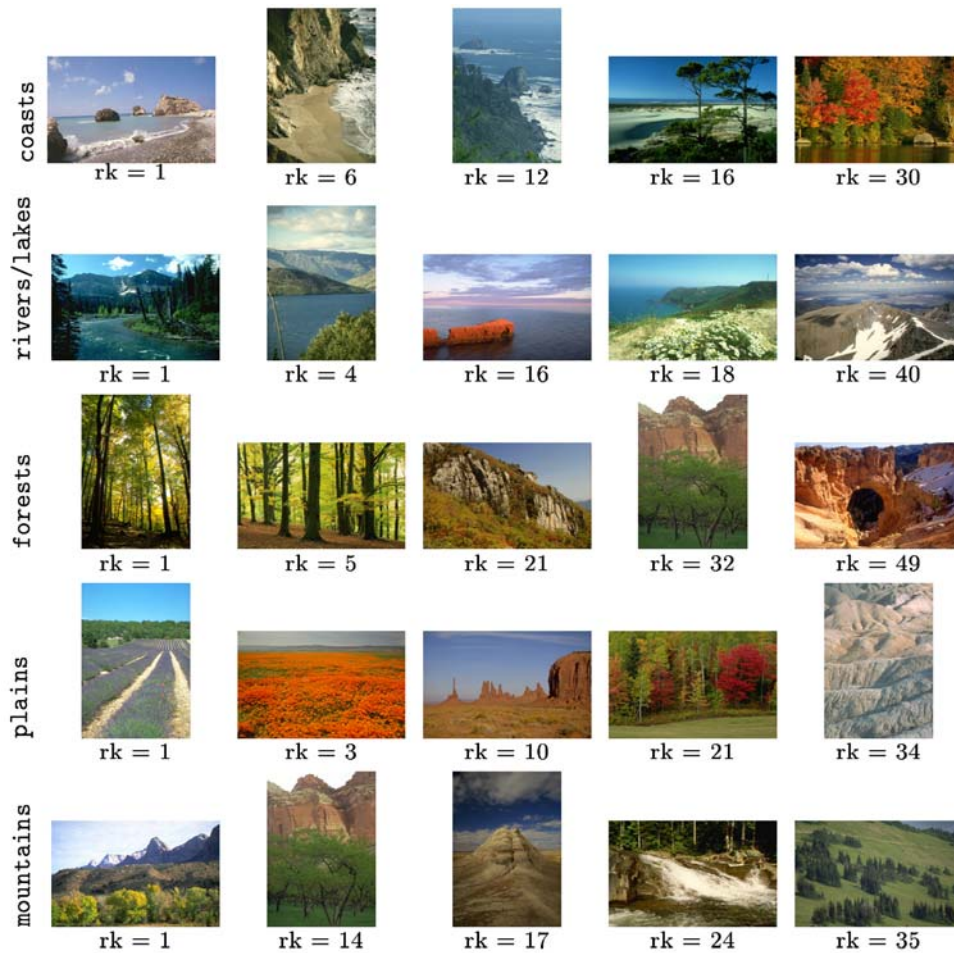 coasts
rk = 1
rk = 6
rk = 12
rk = 16
rk = 30
rivers/lakes
rk = 1
rk = 4
rk = 16
rk = 18
rk = 40
forests
rk = 1
rk = 5
rk = 21
rk = 32
rk = 49
plains
rk = 1
rk = 3
rk = 10
rk = 21
rk = 34
mountains
rk = 1
rk = 14
rk = 17
rk = 24
rk = 35